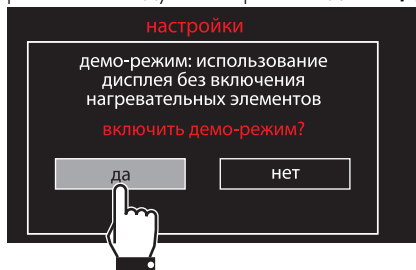 настройки
демо-режим: использование
дисплея без включения
нагревательных элементов
включить демо-режим?
да
нет